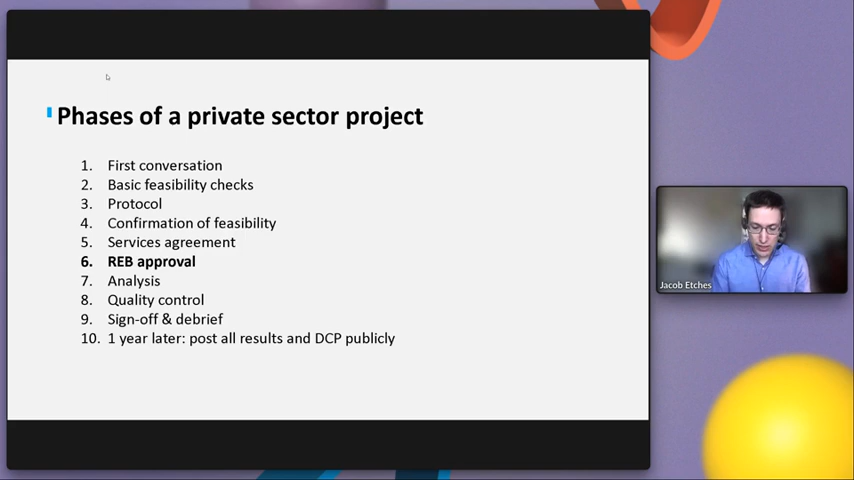 Phases of a private sector project
1. First conversation
2. Basic feasibility checks
3. Protocol
4. Confirmation of feasibility
5. Services agreement
6. REB approval
7. Analysis
8. Quality control
9. Sign-off & debrief
10. 1 year later: post all results and DCP publicly
Jacob Etches